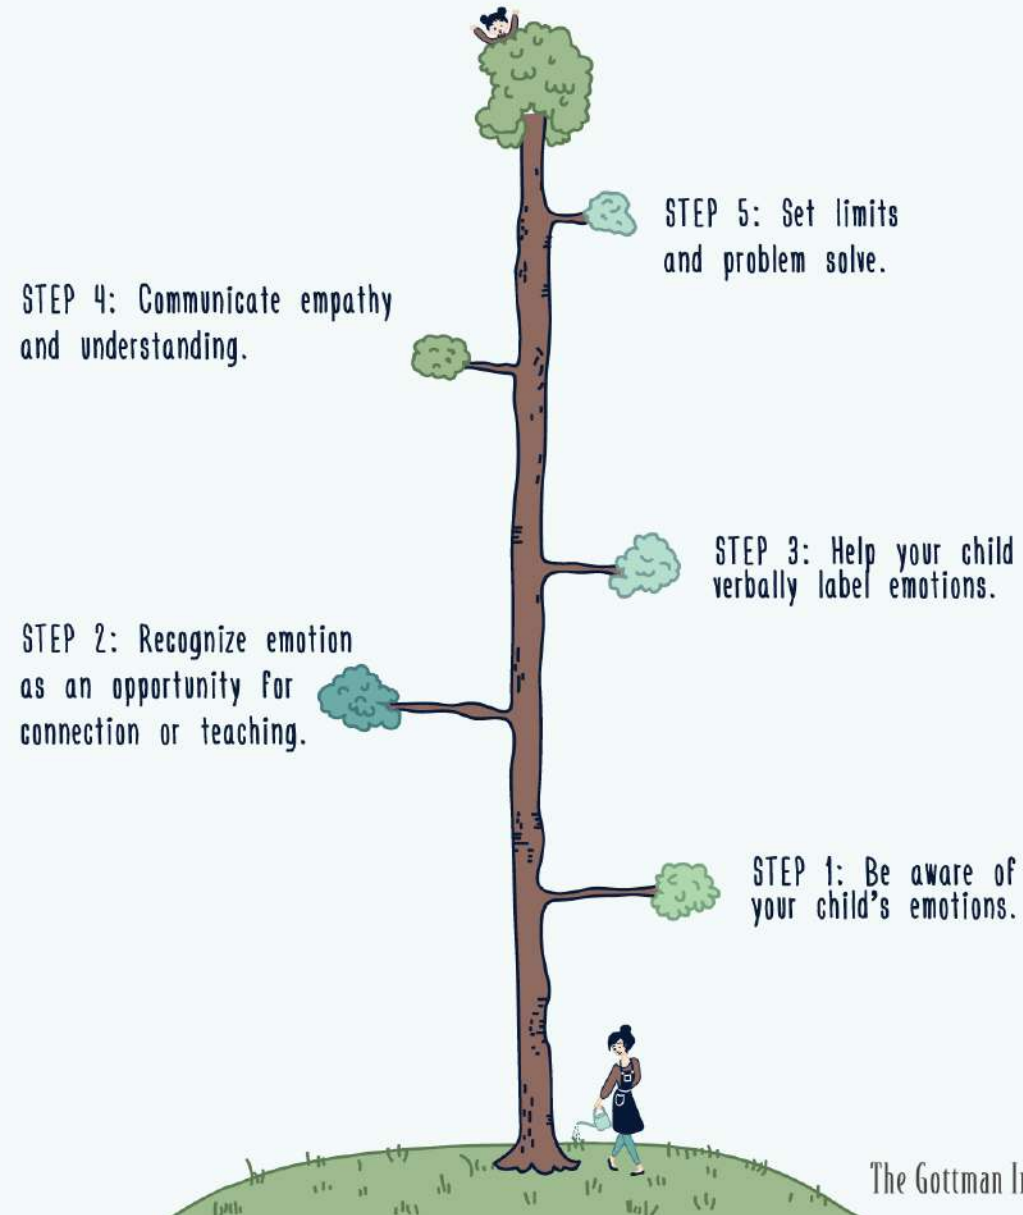 STEP 5: Set limits
and problem solve.
STEP 4: Communicate empathy
and understanding.
STEP 3: Help your child
verbally label emotions.
STEP 2: Recognize emotion
as an opportunity for
connection or teaching.
STEP 1: Be aware of
your child's emotions.
The Gottman